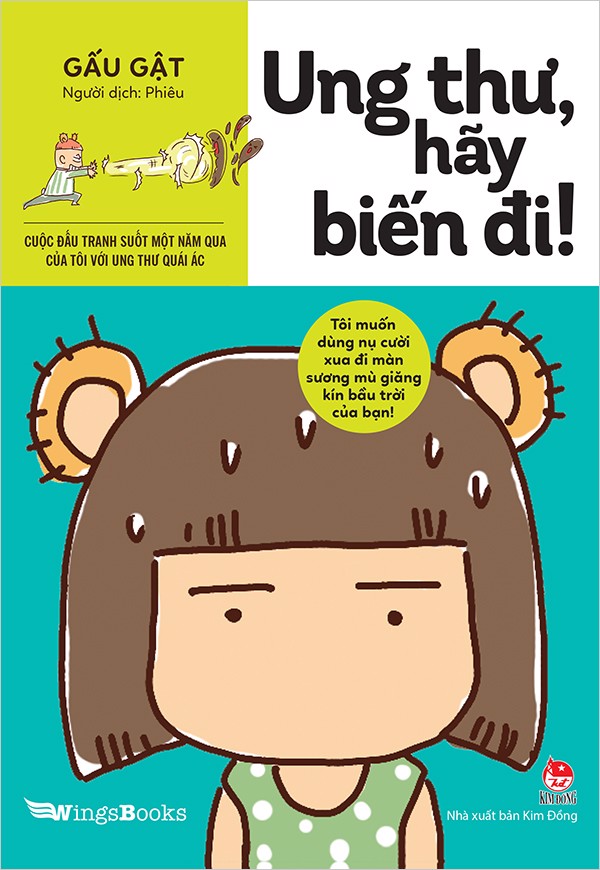 GẤU GẬT
Người dịch: Phiêu
CUỘC ĐẤU TRANH SUỐT MỘT NĂM QUA
CỦA TÔI VỚI UNG THƯ QUÁI ÁC
Ung thư,
hãy
biến đi!
Tôi muốn
dùng nụ cười
xua đi màn
sương mù giăng
kín bầu trời
của bạn!
WingsBooks
KIM ĐỒNG
Nhà xuất bản Kim Đồng